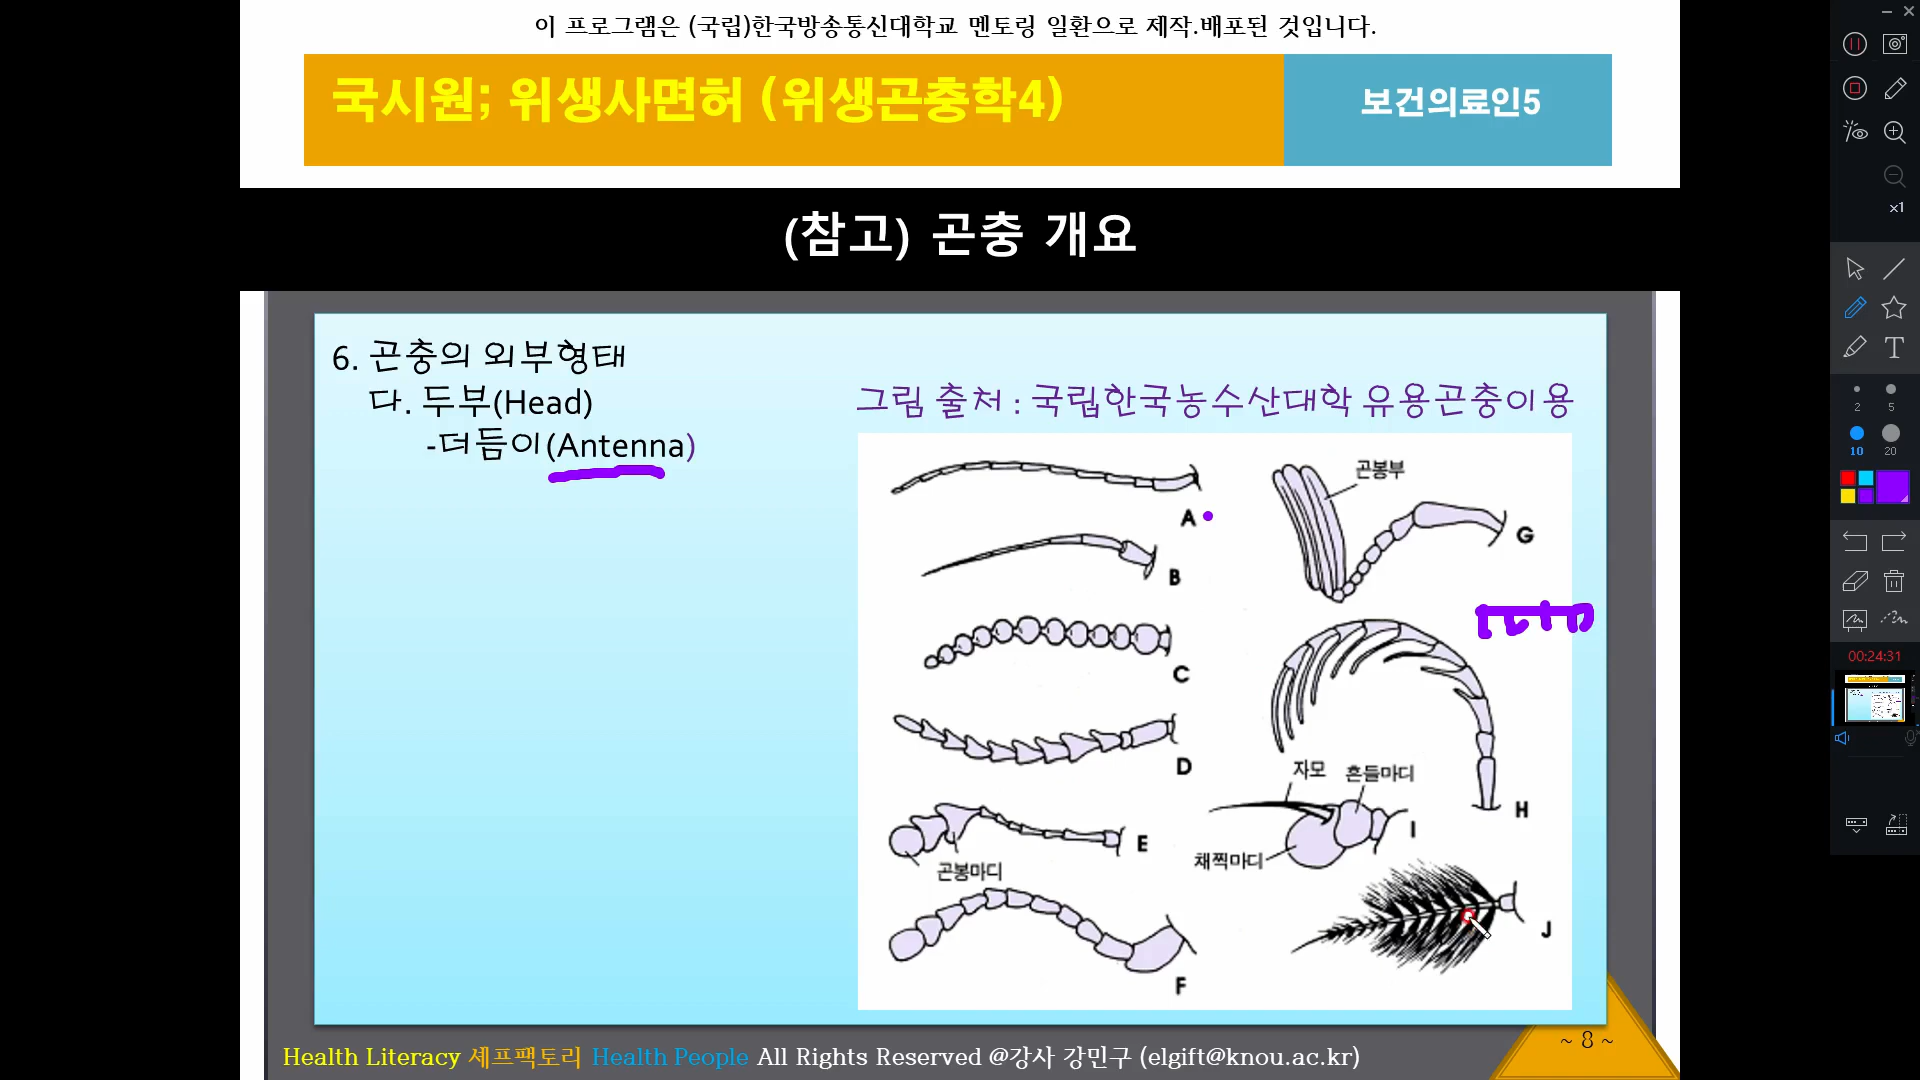 이 프로그램은 (국립)한국방송통신대학교 멘토링 일환으로 제작.배포된 것입니다.
국시원; 위생사면허 (위생곤충학4)
보건의료인5
(참고) 곤충 개요
6. 곤충의 외부형태
다. 두부(Head)
-더듬이(Antenna)
그림 출처 : 국립한국농수산대학 유용곤충이용
곤봉부
A
G
B
C
D
자모 흔들마디
H
I
E
채찍마디
곤봉마디
J
F
~ 8 ~
Health Literacy 셰프팩토리 Health People All Rights Reserved @강사 강민구 (elgift@knou.ac.kr)
x1
T
2 5
10 20
00:24:31